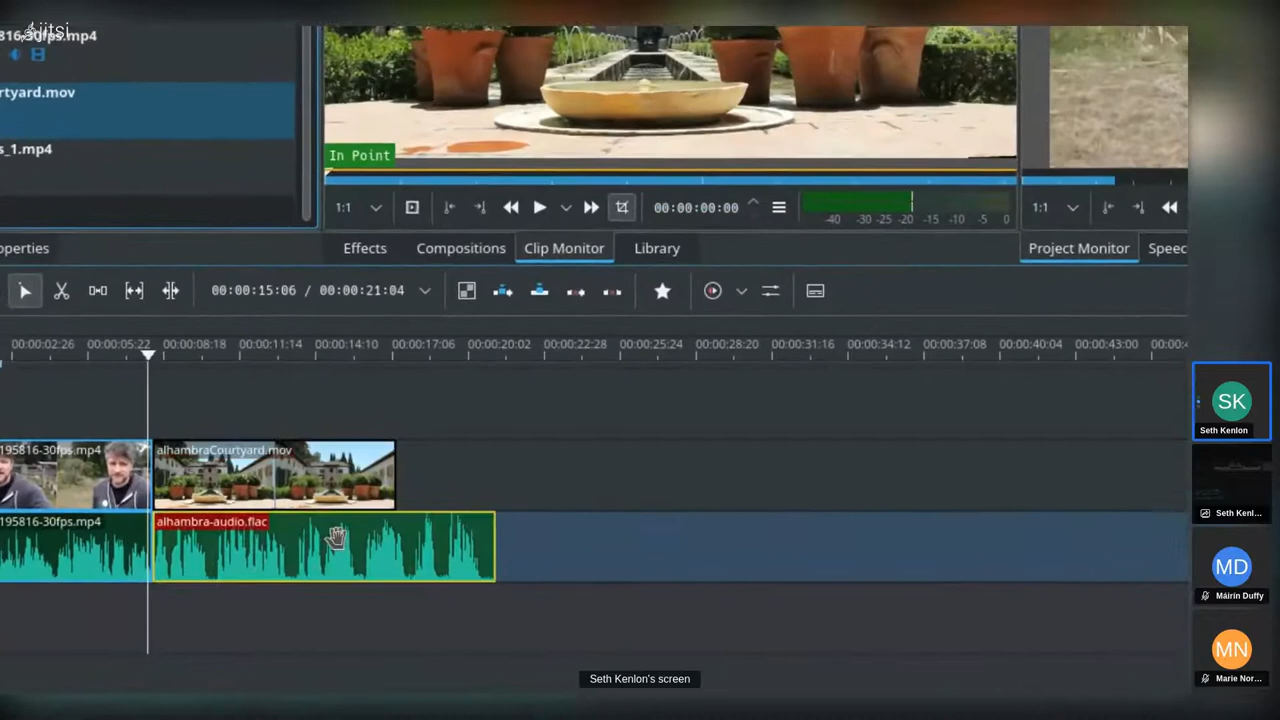 jitsi
816-30fps.mp4
rtyard.mov
s_1.mp4
In Point
1:1
00:00:00:00
-40 -30 -25 -20 -15 -10 -5 0
1:1
operties
Effects Compositions Clip Monitor Library
Project Monitor Speec
00:00:15:06 / 00:00:21:04
00:00:02:26 00:00:05:22 00:00:08:18 00:00:11:14 00:00:14:10 00:00:17:06 00:00:20:02 00:00:22:28 00:00:25:24 00:00:28:20 00:00:31:16 00:00:34:12 00:00:37:08 00:00:40:04 00:00:43:00 00:00:4
195816-30fps.mp4 alhambraCourtyard.mov
195816-30fps.mp4 alhambra-audio.flac
SK
Seth Kenlon
Seth Kenl...
MD
Máirín Duffy
MN
Marie Nor...
Seth Kenlon's screen